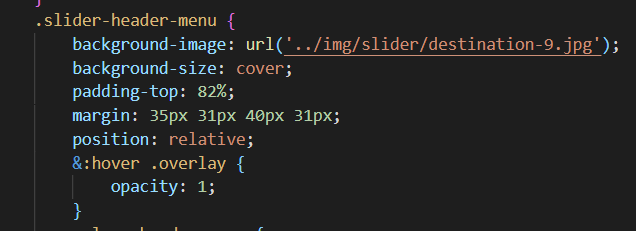 }
.slider-header-menu {
background-image: url('../img/slider/destination-9.jpg');
background-size: cover;
padding-top: 82%;
margin: 35px 31px 40px 31px;
position: relative;
&:hover .overlay {
opacity: 1;
}